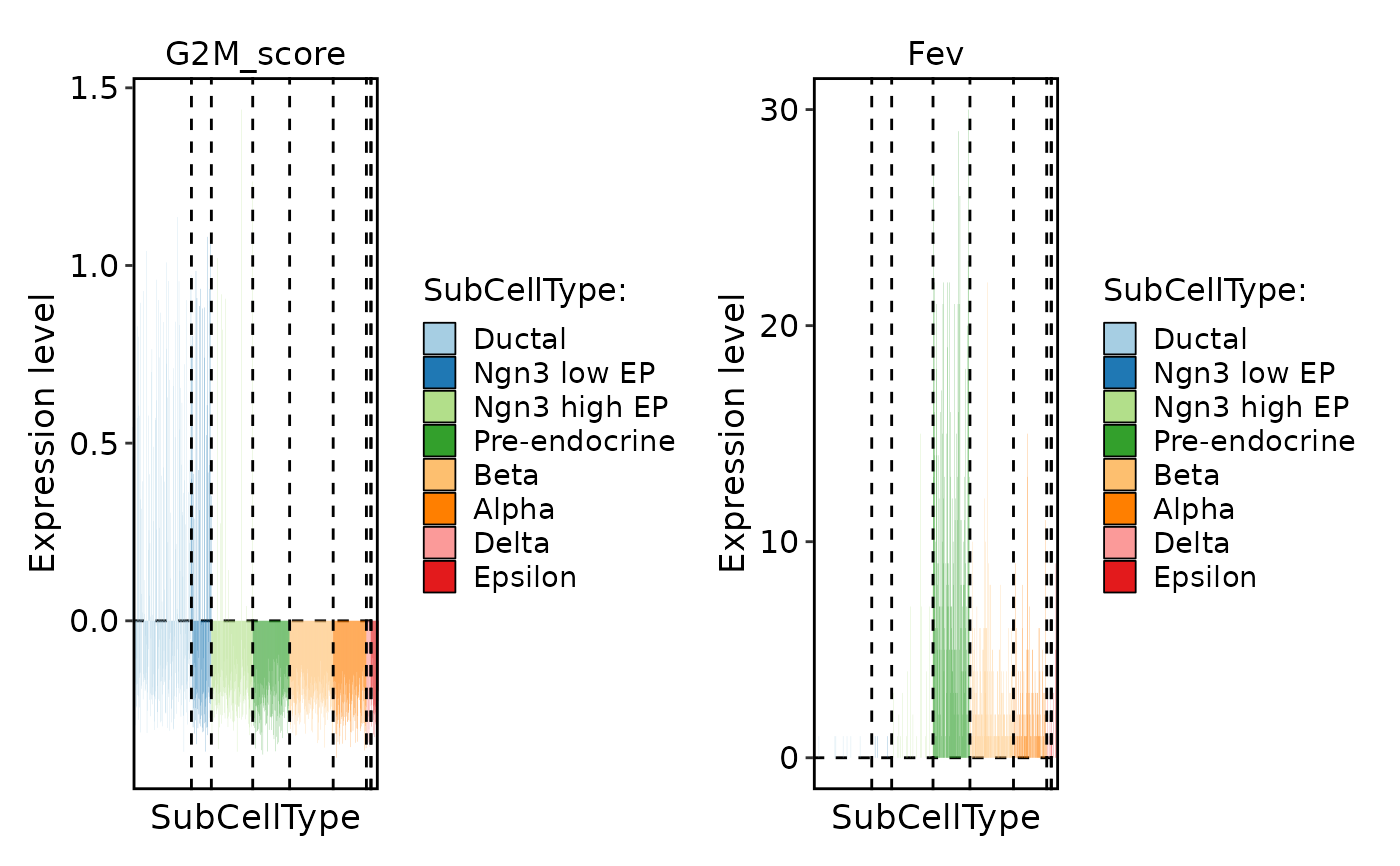 G2M_score
1.5
1.0
0.5
0.0
Expression level
SubCellType
SubCellType:
Ductal
Ngn3 low EP
Ngn3 high EP
Pre-endocrine
Beta
Alpha
Delta
Epsilon
Fev
30
20
10
0
Expression level
SubCellType
SubCellType:
Ductal
Ngn3 low EP
Ngn3 high EP
Pre-endocrine
Beta
Alpha
Delta
Epsilon